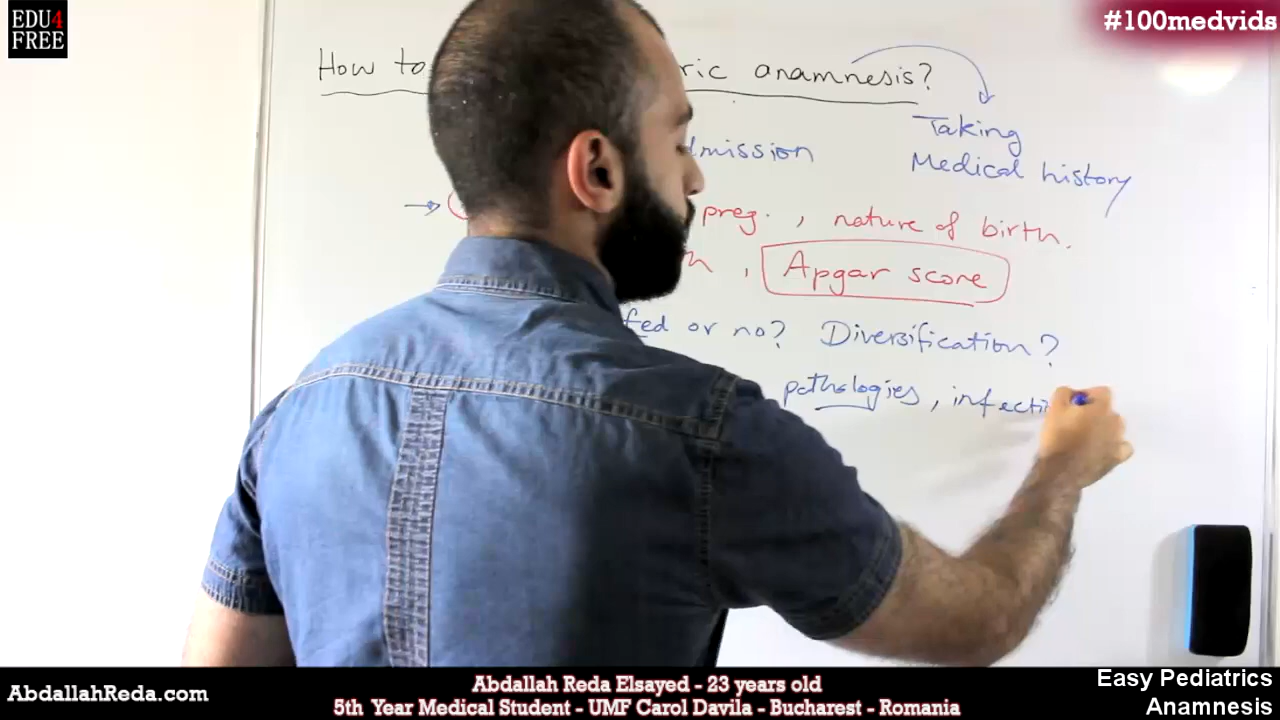 EDU4
FREE
#100medvids
How to ric anamnesis?
Taking
Medical history
dmission
preg. , nature of birth.
h , Apgar score
fed or no? Diversification?
pathologies , infecti
AbdallahReda.com
Abdallah Reda Elsayed - 23 years old
5th Year Medical Student - UMF Carol Davila - Bucharest - Romania
Easy Pediatrics
Anamnesis